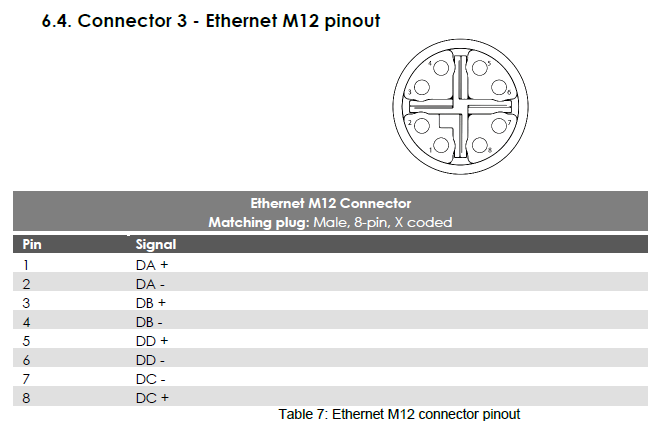 6.4. Connector 3 - Ethernet M12 pinout
4 5
3 6
2 7
1 8
Ethernet M12 Connector
Matching plug: Male, 8-pin, X coded
Pin Signal
1 DA +
2 DA -
3 DB +
4 DB -
5 DD +
6 DD -
7 DC -
8 DC +
Table 7: Ethernet M12 connector pinout